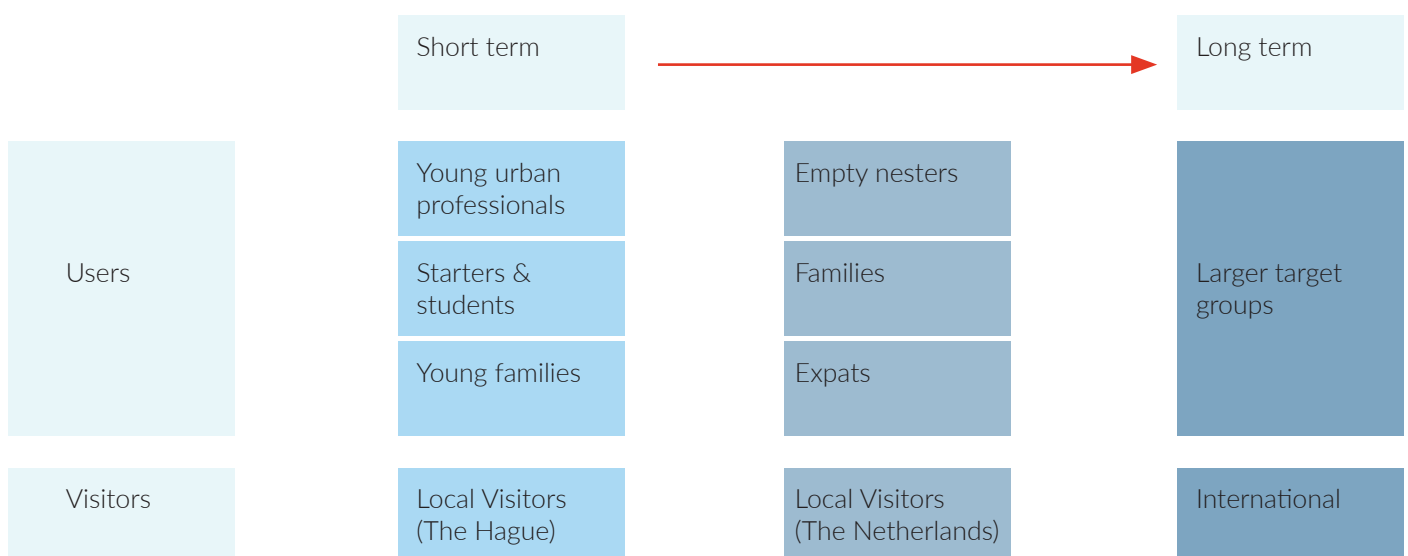 Short term
Long term
Users
Young urban
professionals
Starters &
students
Young families
Empty nesters
Families
Expats
Larger target
groups
Visitors
Local Visitors
(The Hague)
Local Visitors
(The Netherlands)
International